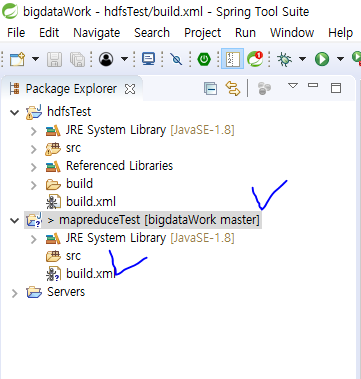 bigdataWork - hdfsTest/build.xml - Spring Tool Suite
File Edit Navigate Search Project Run Window Help
Package Explorer
hdfsTest
JRE System Library [JavaSE-1.8]
src
Referenced Libraries
build
build.xml
> mapreduceTest [bigdataWork master]
JRE System Library [JavaSE-1.8]
src
build.xml
Servers